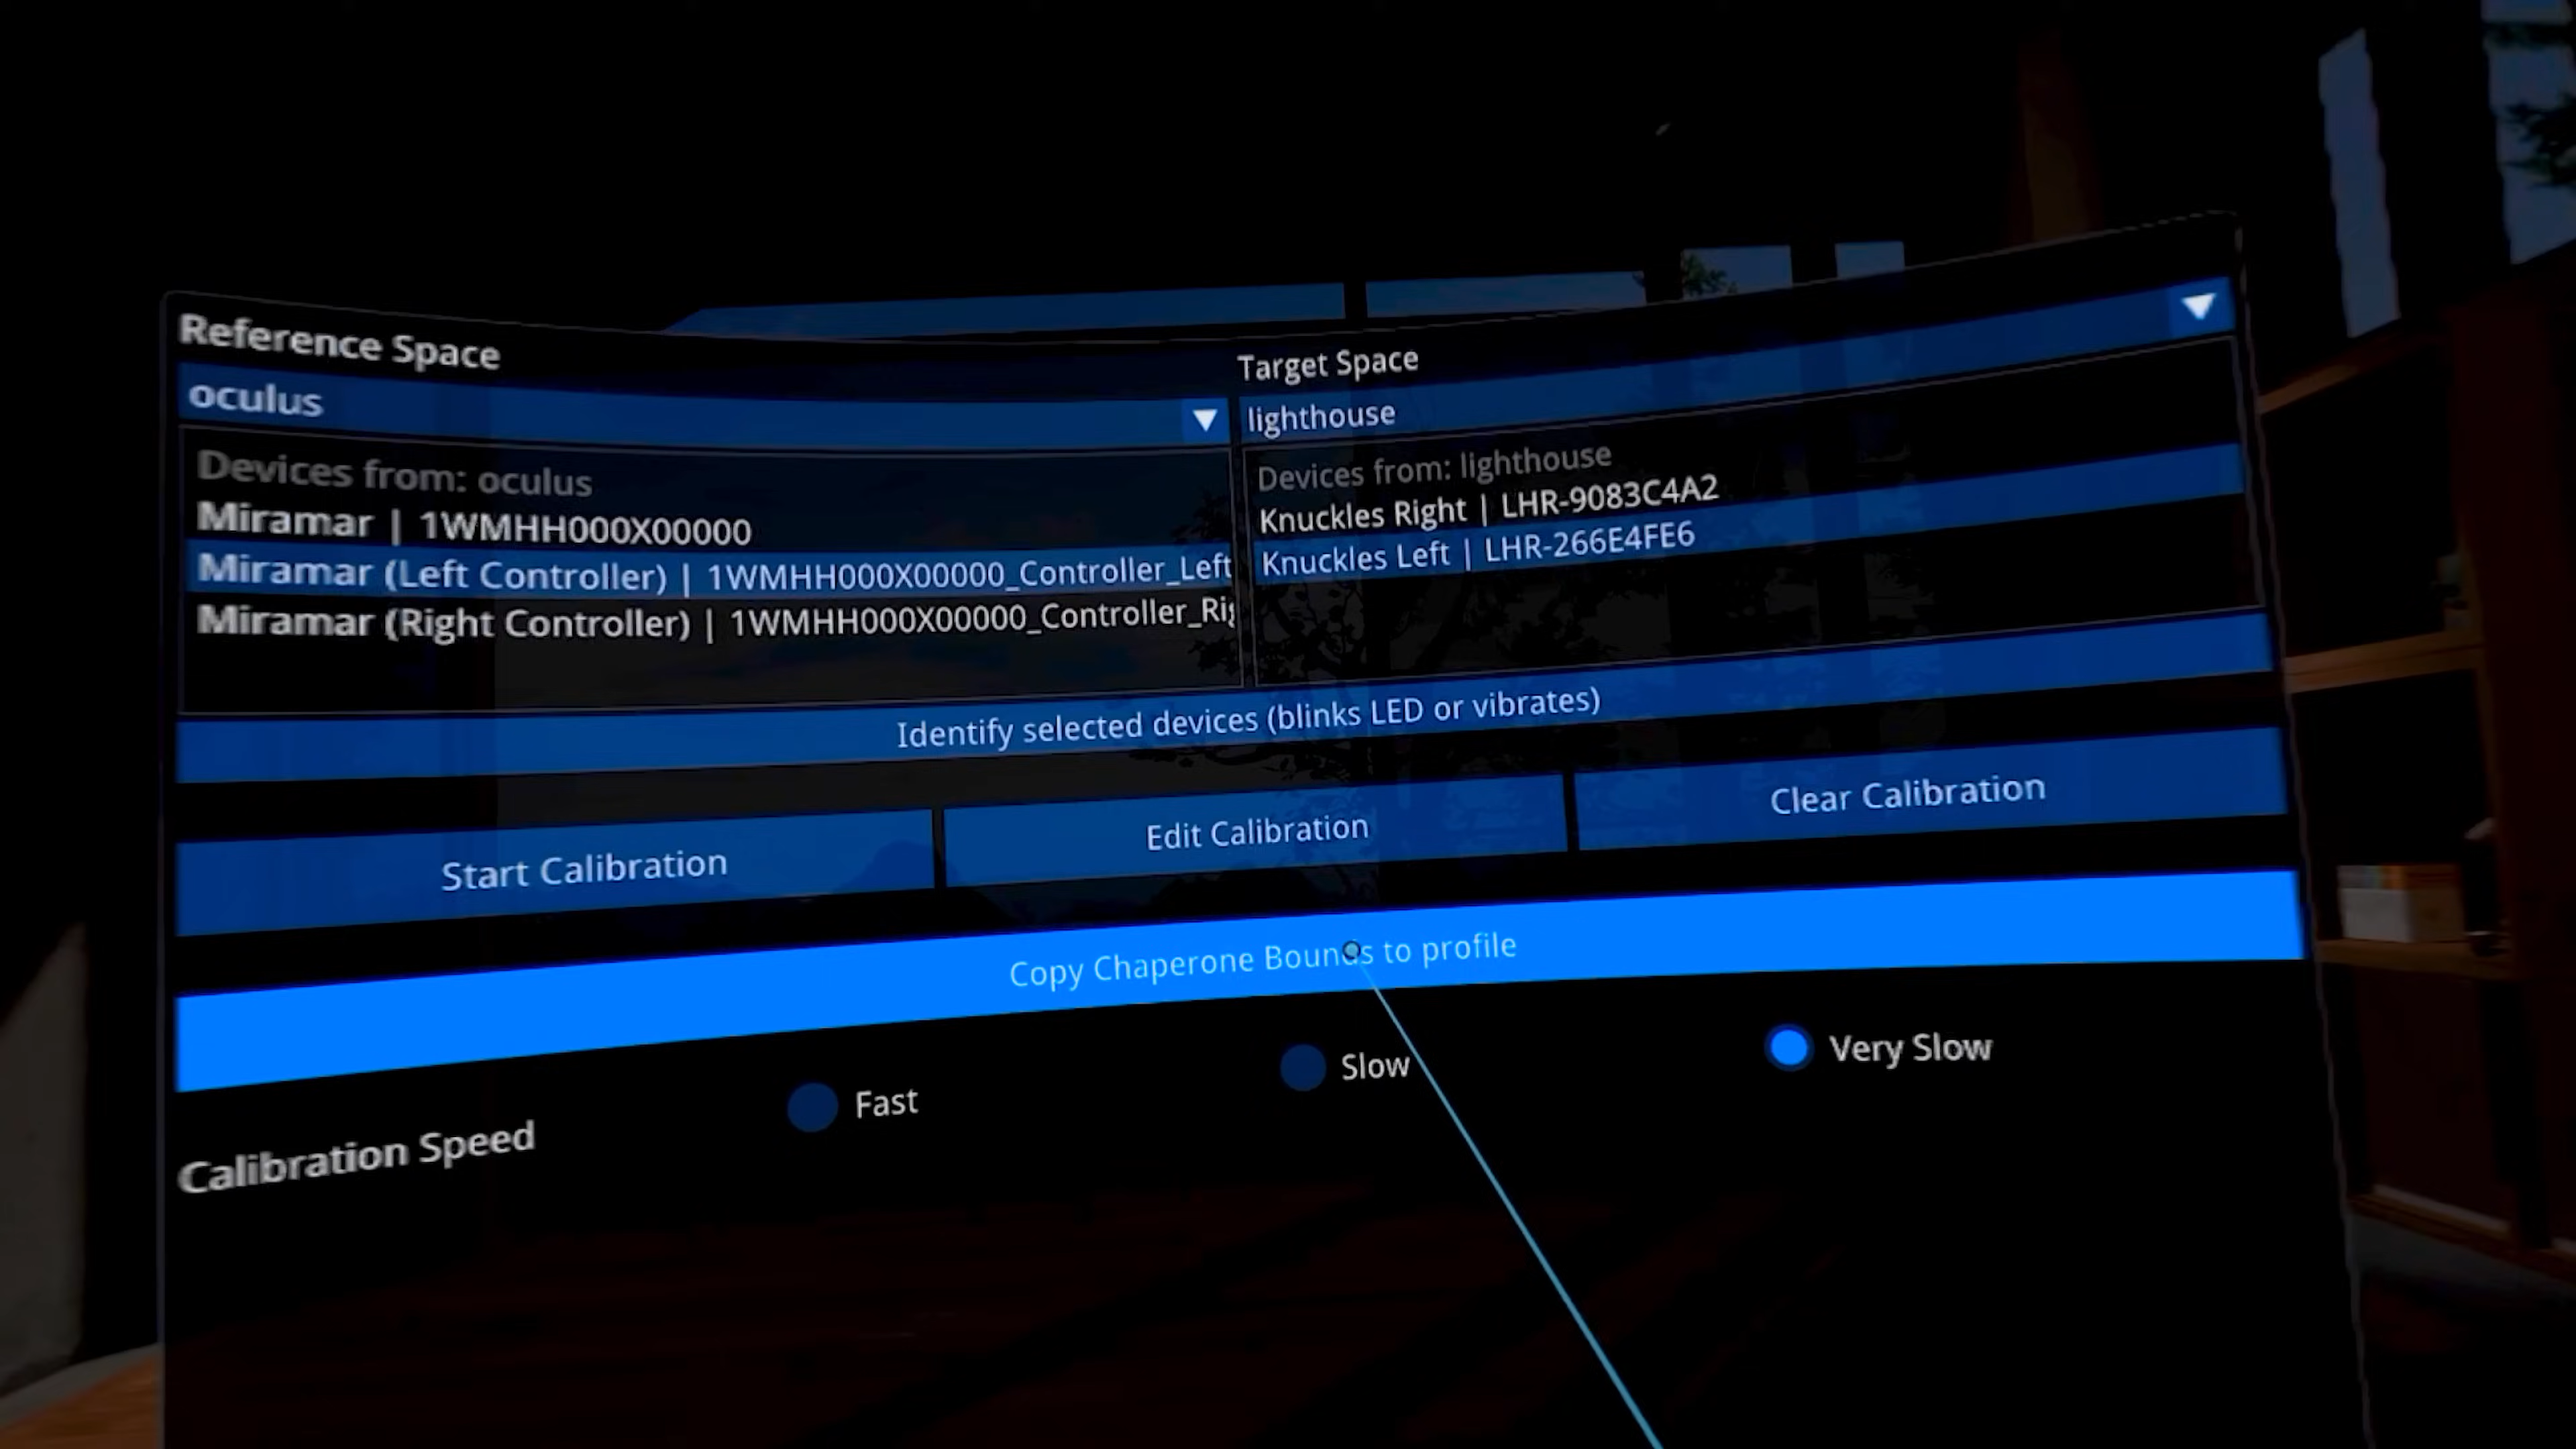 Reference Space
oculus
Devices from: oculus
Miramar | 1WMHH000X00000
Miramar (Left Controller) | 1WMHH000X00000_Controller_Left
Miramar (Right Controller) | 1WMHH000X00000_Controller_Rig
Target Space
lighthouse
Devices from: lighthouse
Knuckles Right | LHR-9083C4A2
Knuckles Left | LHR-266E4FE6
Identify selected devices (blinks LED or vibrates)
Start Calibration
Edit Calibration
Clear Calibration
Copy Chaperone Bounds to profile
Calibration Speed
Fast
Slow
Very Slow